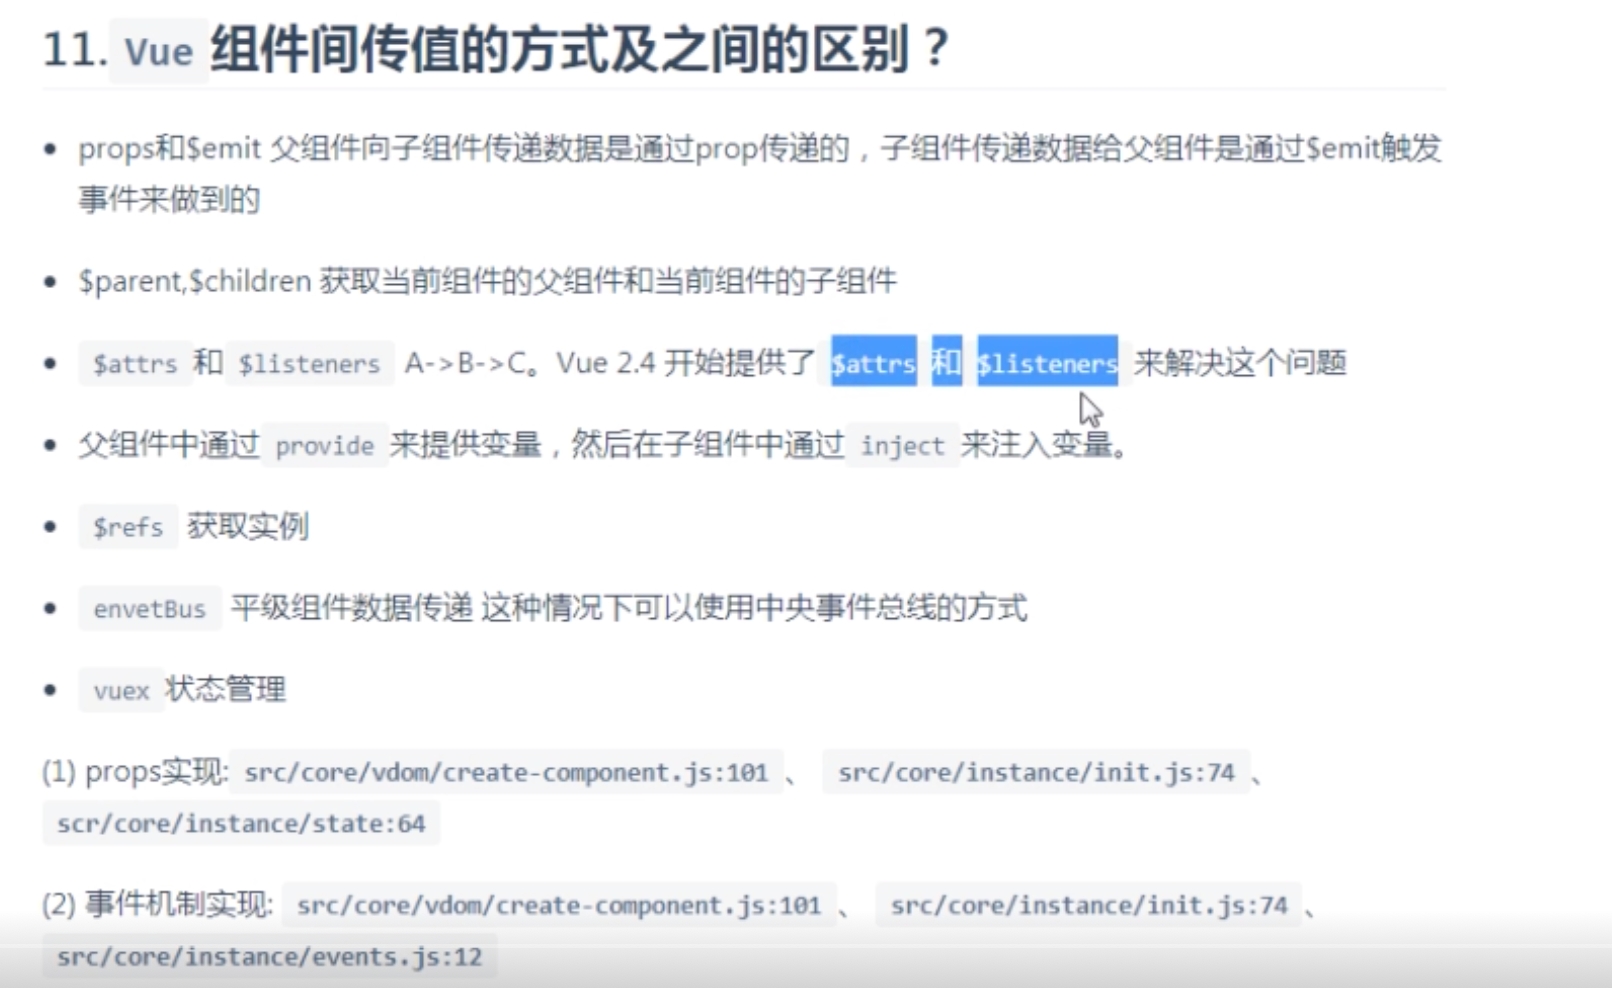 11. Vue 组件间传值的方式及之间的区别？
props和$emit 父组件向子组件传递数据是通过prop传递的，子组件传递数据给父组件是通过$emit触发
事件来做到的
$parent,$children 获取当前组件的父组件和当前组件的子组件
$attrs 和 $listeners A->B->C。Vue 2.4 开始提供了 $attrs 和 $listeners 来解决这个问题
父组件中通过 provide 来提供变量，然后在子组件中通过 inject 来注入变量。
$refs 获取实例
envetBus 平级组件数据传递 这种情况下可以使用中央事件总线的方式
vuex 状态管理
(1) props实现: src/core/vdom/create-component.js:101 、 src/core/instance/init.js:74 、
scr/core/instance/state:64
(2) 事件机制实现: src/core/vdom/create-component.js:101 、 src/core/instance/init.js:74 、
src/core/instance/events.js:12